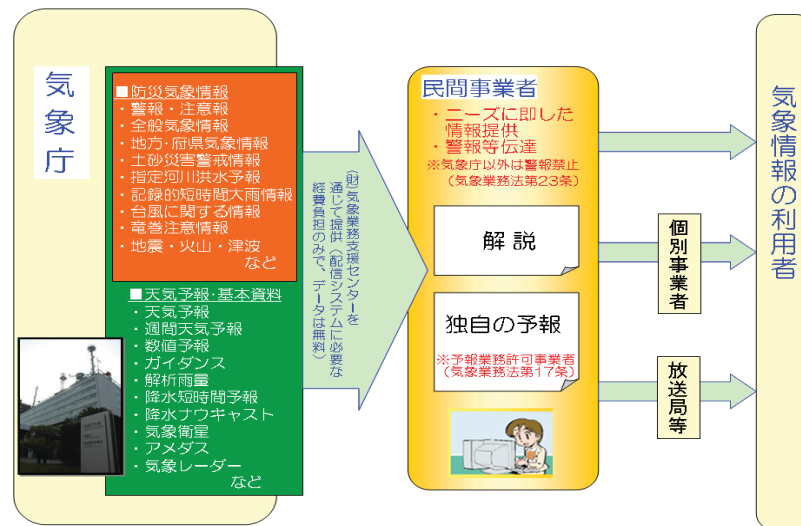 気象庁
■防災気象情報
・警報・注意報
・全般気象情報
・地方・府県気象情報
・土砂災害警戒情報
・指定河川洪水予報
・記録的短時間大雨情報
・台風に関する情報
・竜巻注意情報
・地震・火山・津波
など
■天気予報・基本資料
・天気予報
・週間天気予報
・数値予報
・ガイダンス
・解析雨量
・降水短時間予報
・降水ナウキャスト
・気象衛星
・アメダス
・気象レーダー
など
(財)気象業務支援センターを
通じて提供(配信システムに必要な
経費負担のみで、データは無料)
民間事業者
・ニーズに即した
情報提供
・警報等伝達
※気象庁以外は警報禁止
(気象業務法第23条)
解説
独自の予報
※予報業務許可事業者
(気象業務法第17条)
個別事業者
放送局等
気象情報の利用者